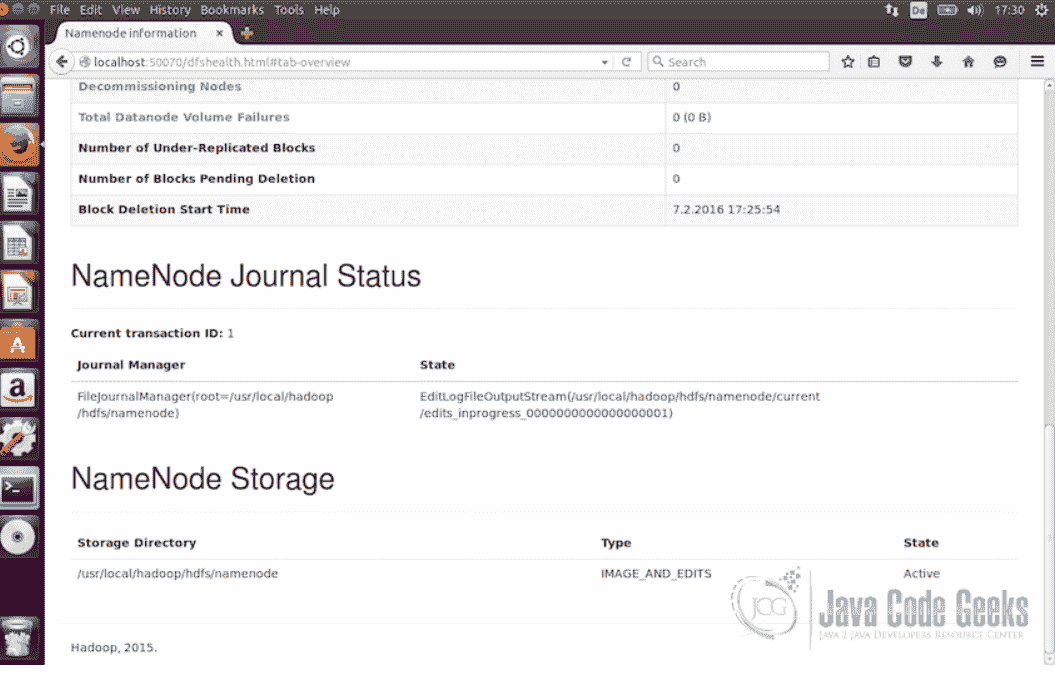 File Edit View History Bookmarks Tools Help
De 17:30
Namenode information ×
localhost:50070/dfshealth.html#tab-overview
Search
Decommissioning Nodes 0
Total Datanode Volume Failures 0 (0 B)
Number of Under-Replicated Blocks 0
Number of Blocks Pending Deletion 0
Block Deletion Start Time 7.2.2016 17:25:54
NameNode Journal Status
Current transaction ID: 1
Journal Manager State
FileJournalManager(root=/usr/local/hadoop EditLogFileOutputStream(/usr/local/hadoop/hdfs/namenode/current
/hdfs/namenode) /edits_inprogress_0000000000000000001)
NameNode Storage
Storage Directory Type State
/usr/local/hadoop/hdfs/namenode IMAGE_AND_EDITS Active
JCG Java Code Geeks
JAVA 2 JAVA DEVELOPERS RESOURCE CENTER
Hadoop, 2015.